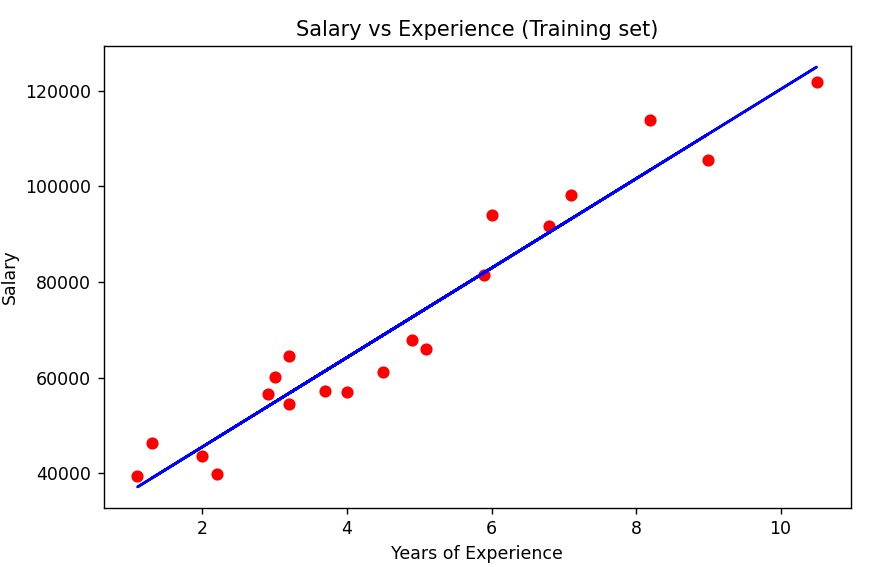 Salary vs Experience (Training set)
120000
100000
80000
60000
40000
Salary
2 4 6 8 10
Years of Experience